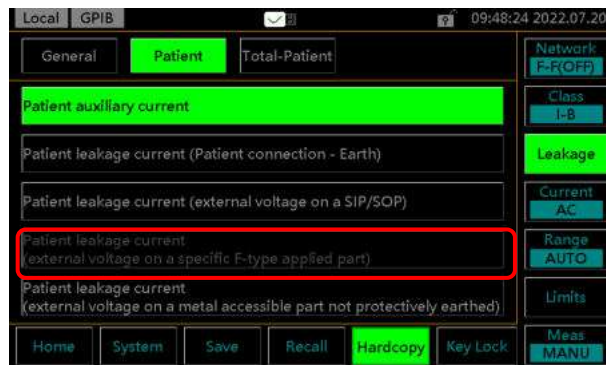 Local GPIB 09:48:24 2022.07.20
General Patient Total-Patient
Network
F-F(OFF)
Patient auxiliary current
Class
I-B
Patient leakage current (Patient connection - Earth)
Leakage
Patient leakage current (external voltage on a SIP/SOP)
Current
AC
Patient leakage current
(external voltage on a specific F-type applied part)
Range
AUTO
Patient leakage current
(external voltage on a metal accessible part not protectively earthed)
Limits
Home System Save Recall Hardcopy Key Lock
Meas
MANU